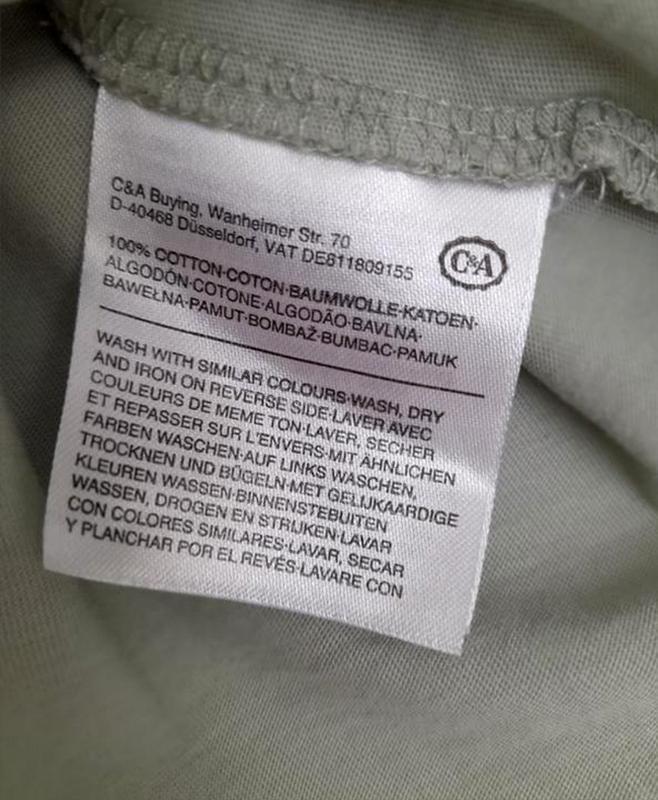 C&A Buying, Wanheimer Str. 70
D-40468 Düsseldorf, VAT DE811809155
C&A
100% COTTON·COTON·BAUMWOLLE·KATOEN·
ALGODÓN·COTONE·ALGODÃO·BAVLNA·
BAWEŁNA·PAMUT·BOMBAŽ·BUMBAC·PAMUK
WASH WITH SIMILAR COLOURS·WASH, DRY
AND IRON ON REVERSE SIDE·LAVER AVEC
COULEURS DE MEME TON·LAVER, SECHER
ET REPASSER SUR L'ENVERS·MIT ÄHNLICHEN
FARBEN WASCHEN·AUF LINKS WASCHEN,
TROCKNEN UND BÜGELN·MET GELIJKAARDIGE
KLEUREN WASSEN·BINNENSTEBUITEN
WASSEN, DROGEN EN STRIJKEN·LAVAR
CON COLORES SIMILARES·LAVAR, SECAR
Y PLANCHAR POR EL REVÉS·LAVARE CON